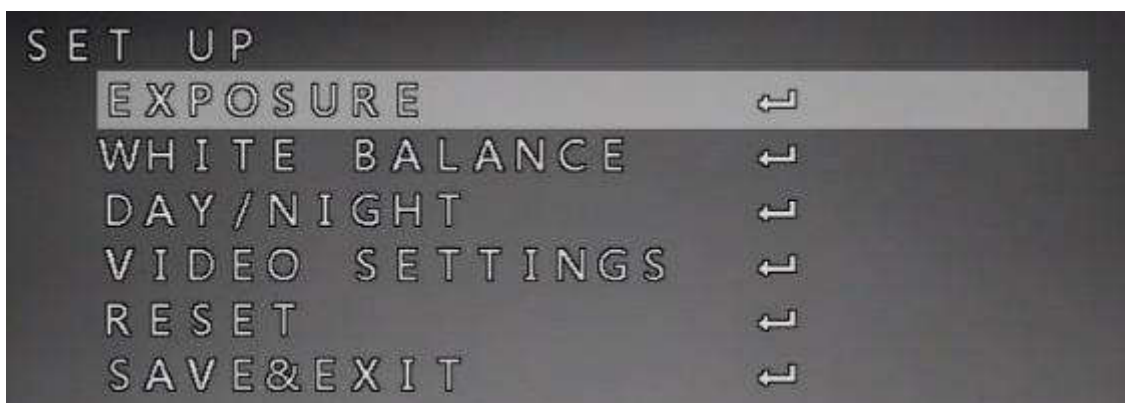 SET UP
EXPOSURE ↵
WHITE BALANCE ↵
DAY/NIGHT ↵
VIDEO SETTINGS ↵
RESET ↵
SAVE&EXIT ↵